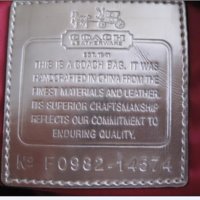 COACH
LEATHERWARE
EST. 1941
THIS IS A COACH BAG. IT WAS
HANDCRAFTED IN CHINA FROM THE
FINEST MATERIALS AND LEATHER.
ITS SUPERIOR CRAFTSMANSHIP
REFLECTS OUR COMMITMENT TO
ENDURING QUALITY.
No F0982-14574